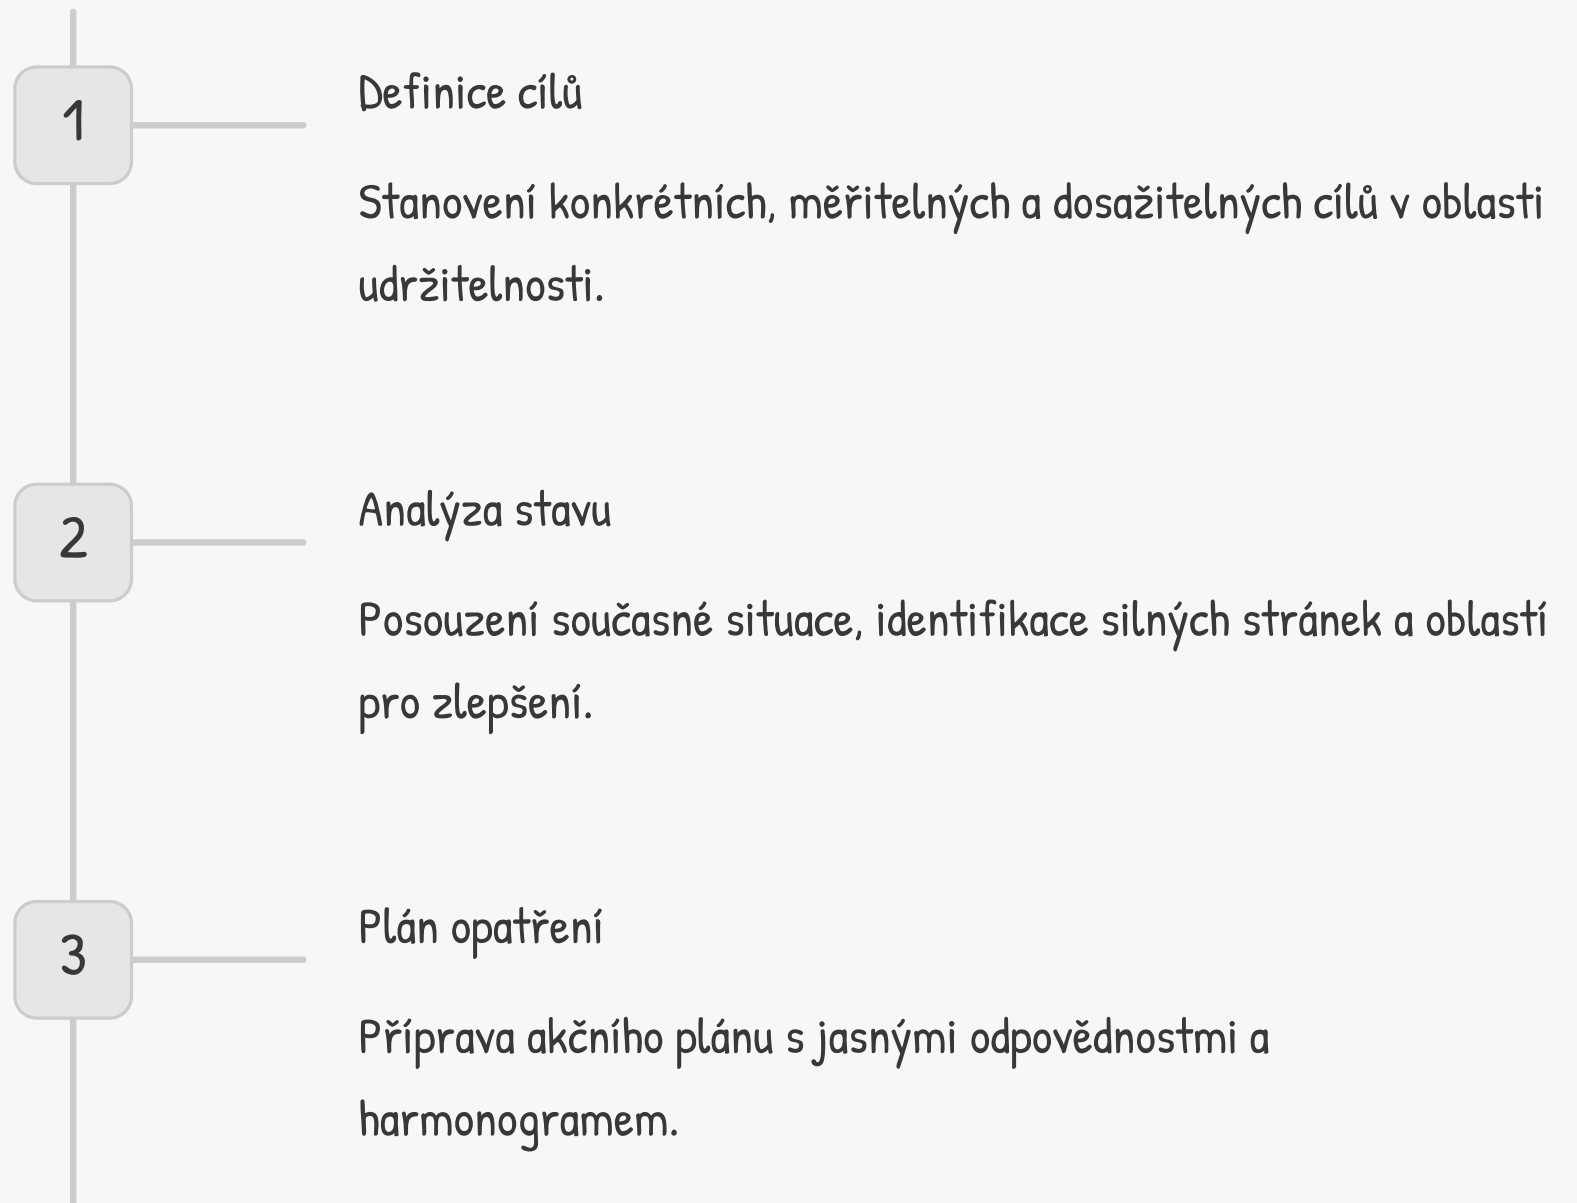 1
Definice cílů
Stanovení konkrétních, měřitelných a dosažitelných cílů v oblasti
udržitelnosti.
2
Analýza stavu
Posouzení současné situace, identifikace silných stránek a oblastí
pro zlepšení.
3
Plán opatření
Příprava akčního plánu s jasnými odpovědnostmi a
harmonogramem.